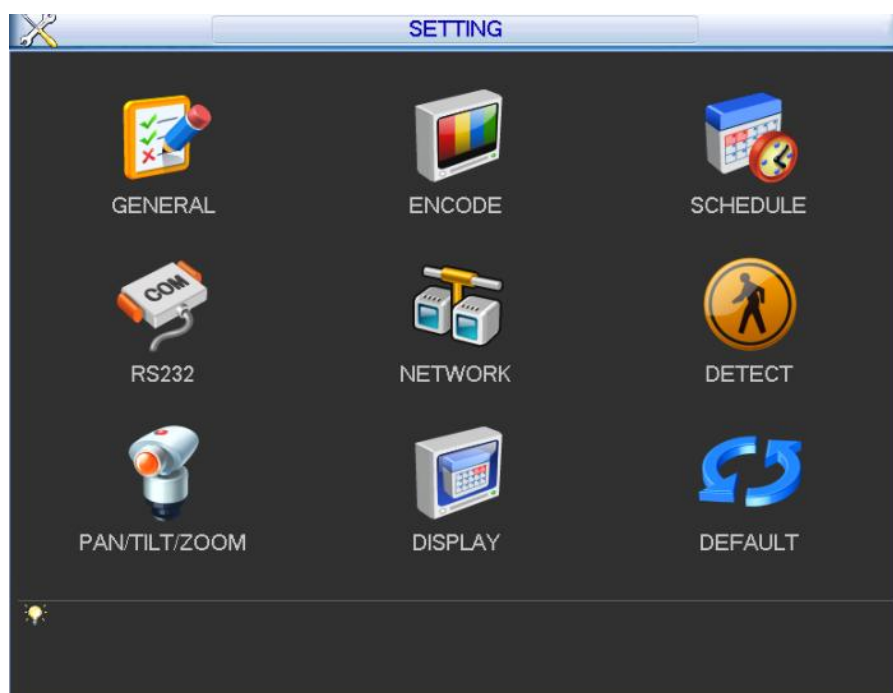 SETTING
GENERAL
ENCODE
SCHEDULE
COM
RS232
NETWORK
DETECT
PAN/TILT/ZOOM
DISPLAY
DEFAULT